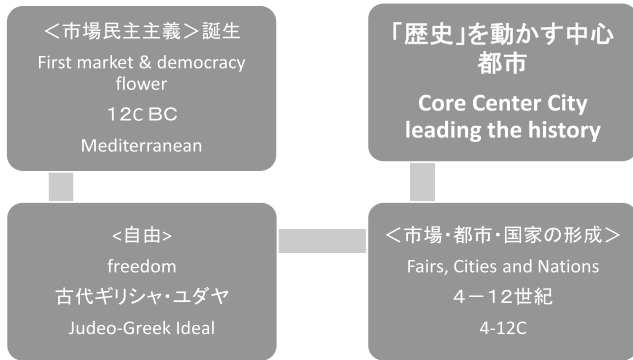 ＜市場民主主義＞誕生
First market & democracy
flower
１２C BC
Mediterranean
<自由>
freedom
古代ギリシャ・ユダヤ
Judeo-Greek Ideal
＜市場・都市・国家の形成＞
Fairs, Cities and Nations
４－１２世紀
4-12C
「歴史」を動かす中心
都市
Core Center City
leading the history